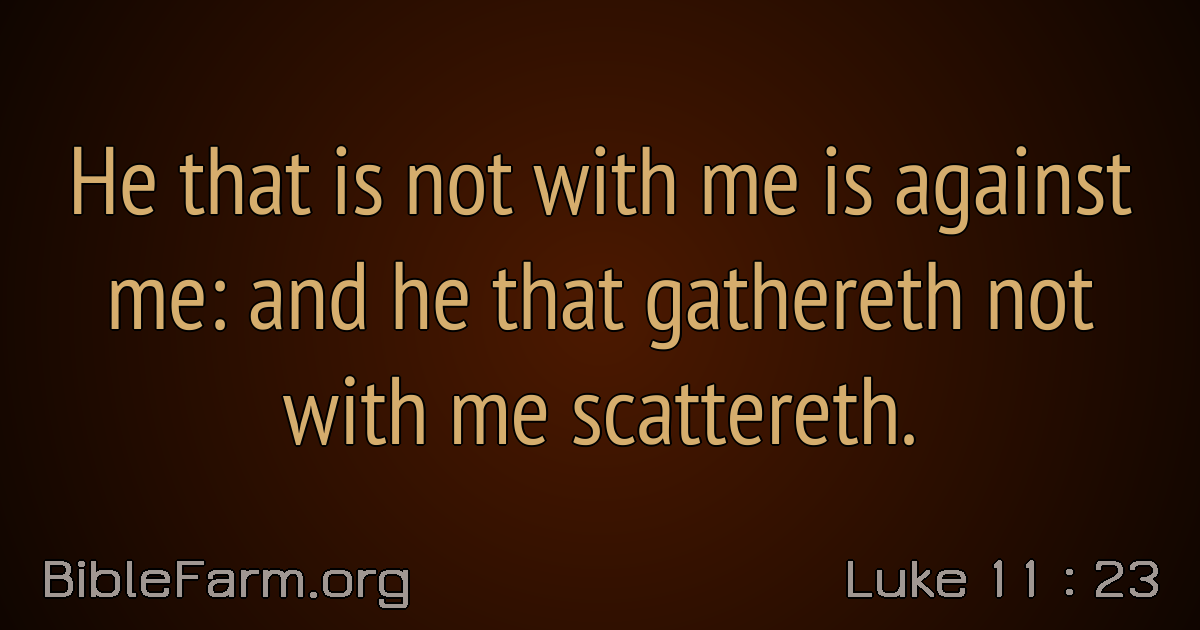 He that is not with me is against
me: and he that gathereth not
with me scattereth.
BibleFarm.org
Luke 11 : 23